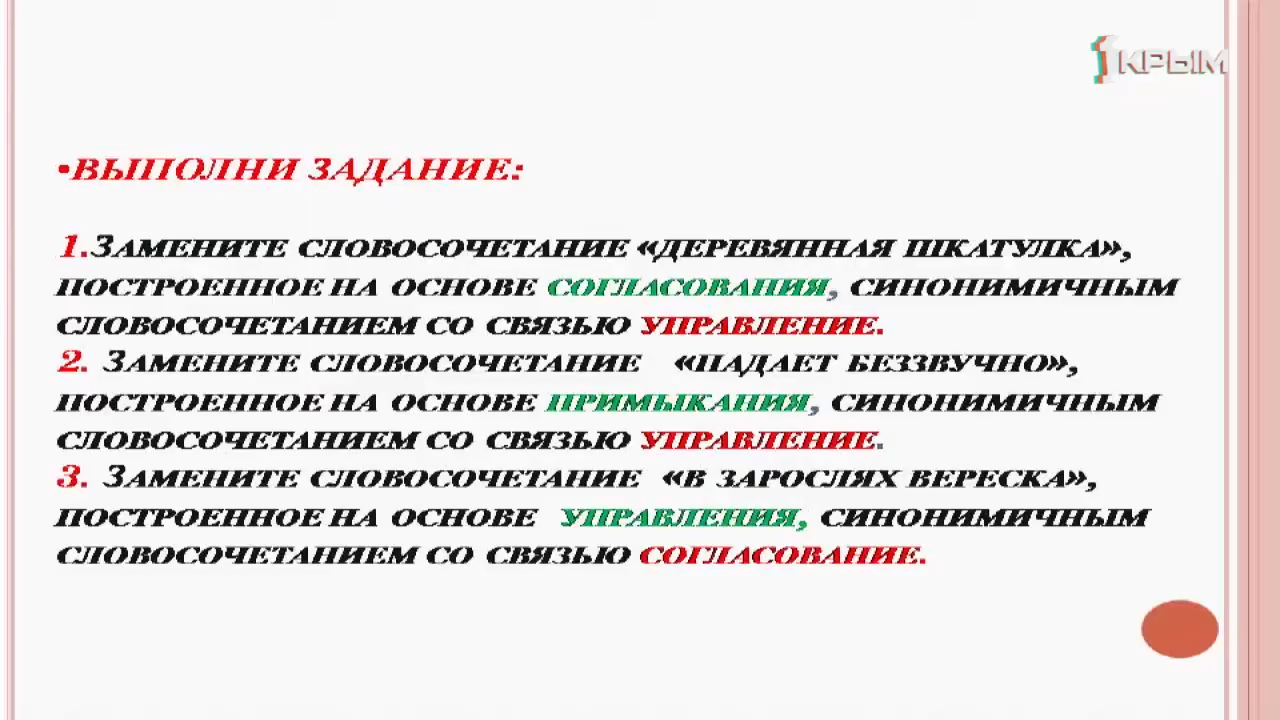 1КРЫМ
•ВЫПОЛНИ ЗАДАНИЕ:
1.ЗАМЕНИТЕ СЛОВОСОЧЕТАНИЕ «ДЕРЕВЯННАЯ ШКАТУЛКА»,
ПОСТРОЕННОЕ НА ОСНОВЕ СОГЛАСОВАНИЯ, СИНОНИМИЧНЫМ
СЛОВОСОЧЕТАНИЕМ СО СВЯЗЬЮ УПРАВЛЕНИЕ.
2. ЗАМЕНИТЕ СЛОВОСОЧЕТАНИЕ «ПАДАЕТ БЕЗЗВУЧНО»,
ПОСТРОЕННОЕ НА ОСНОВЕ ПРИМЫКАНИЯ, СИНОНИМИЧНЫМ
СЛОВОСОЧЕТАНИЕМ СО СВЯЗЬЮ УПРАВЛЕНИЕ.
3. ЗАМЕНИТЕ СЛОВОСОЧЕТАНИЕ «В ЗАРОСЛЯХ ВЕРЕСКА»,
ПОСТРОЕННОЕ НА ОСНОВЕ УПРАВЛЕНИЯ, СИНОНИМИЧНЫМ
СЛОВОСОЧЕТАНИЕМ СО СВЯЗЬЮ СОГЛАСОВАНИЕ.